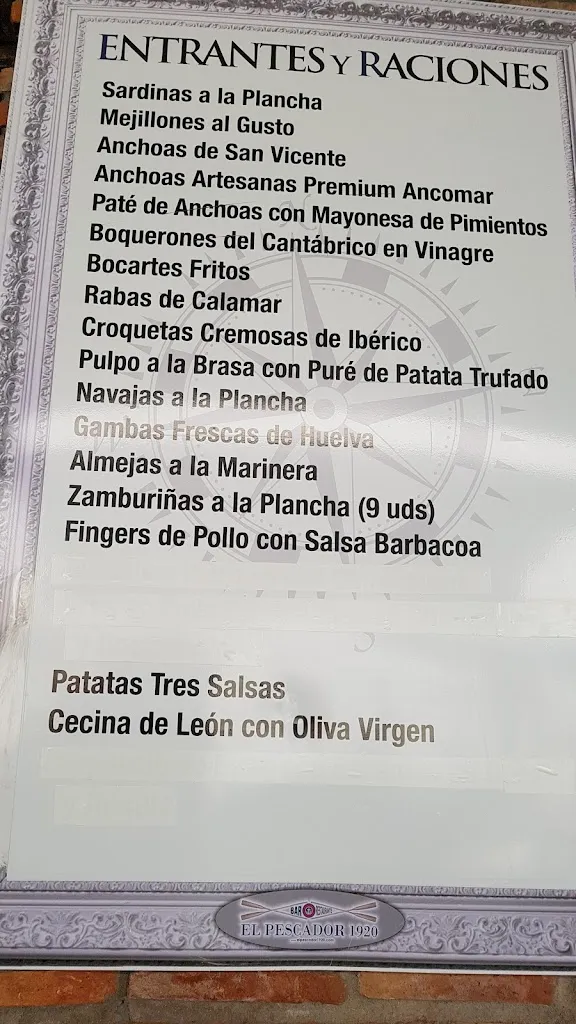 ENTRANTES Y RACIONES
Sardinas a la Plancha
Mejillones al Gusto
Anchoas de San Vicente
Anchoas Artesanas Premium Ancomar
Paté de Anchoas con Mayonesa de Pimientos
Boquerones del Cantábrico en Vinagre
Bocartes Fritos
Rabas de Calamar
Croquetas Cremosas de Ibérico
Pulpo a la Brasa con Puré de Patata Trufado
Navajas a la Plancha
Gambas Frescas de Huelva
Almejas a la Marinera
Zamburiñas a la Plancha (9 uds)
Fingers de Pollo con Salsa Barbacoa
Patatas Tres Salsas
Cecina de León con Oliva Virgen
BAR
EL PESCADOR 1920